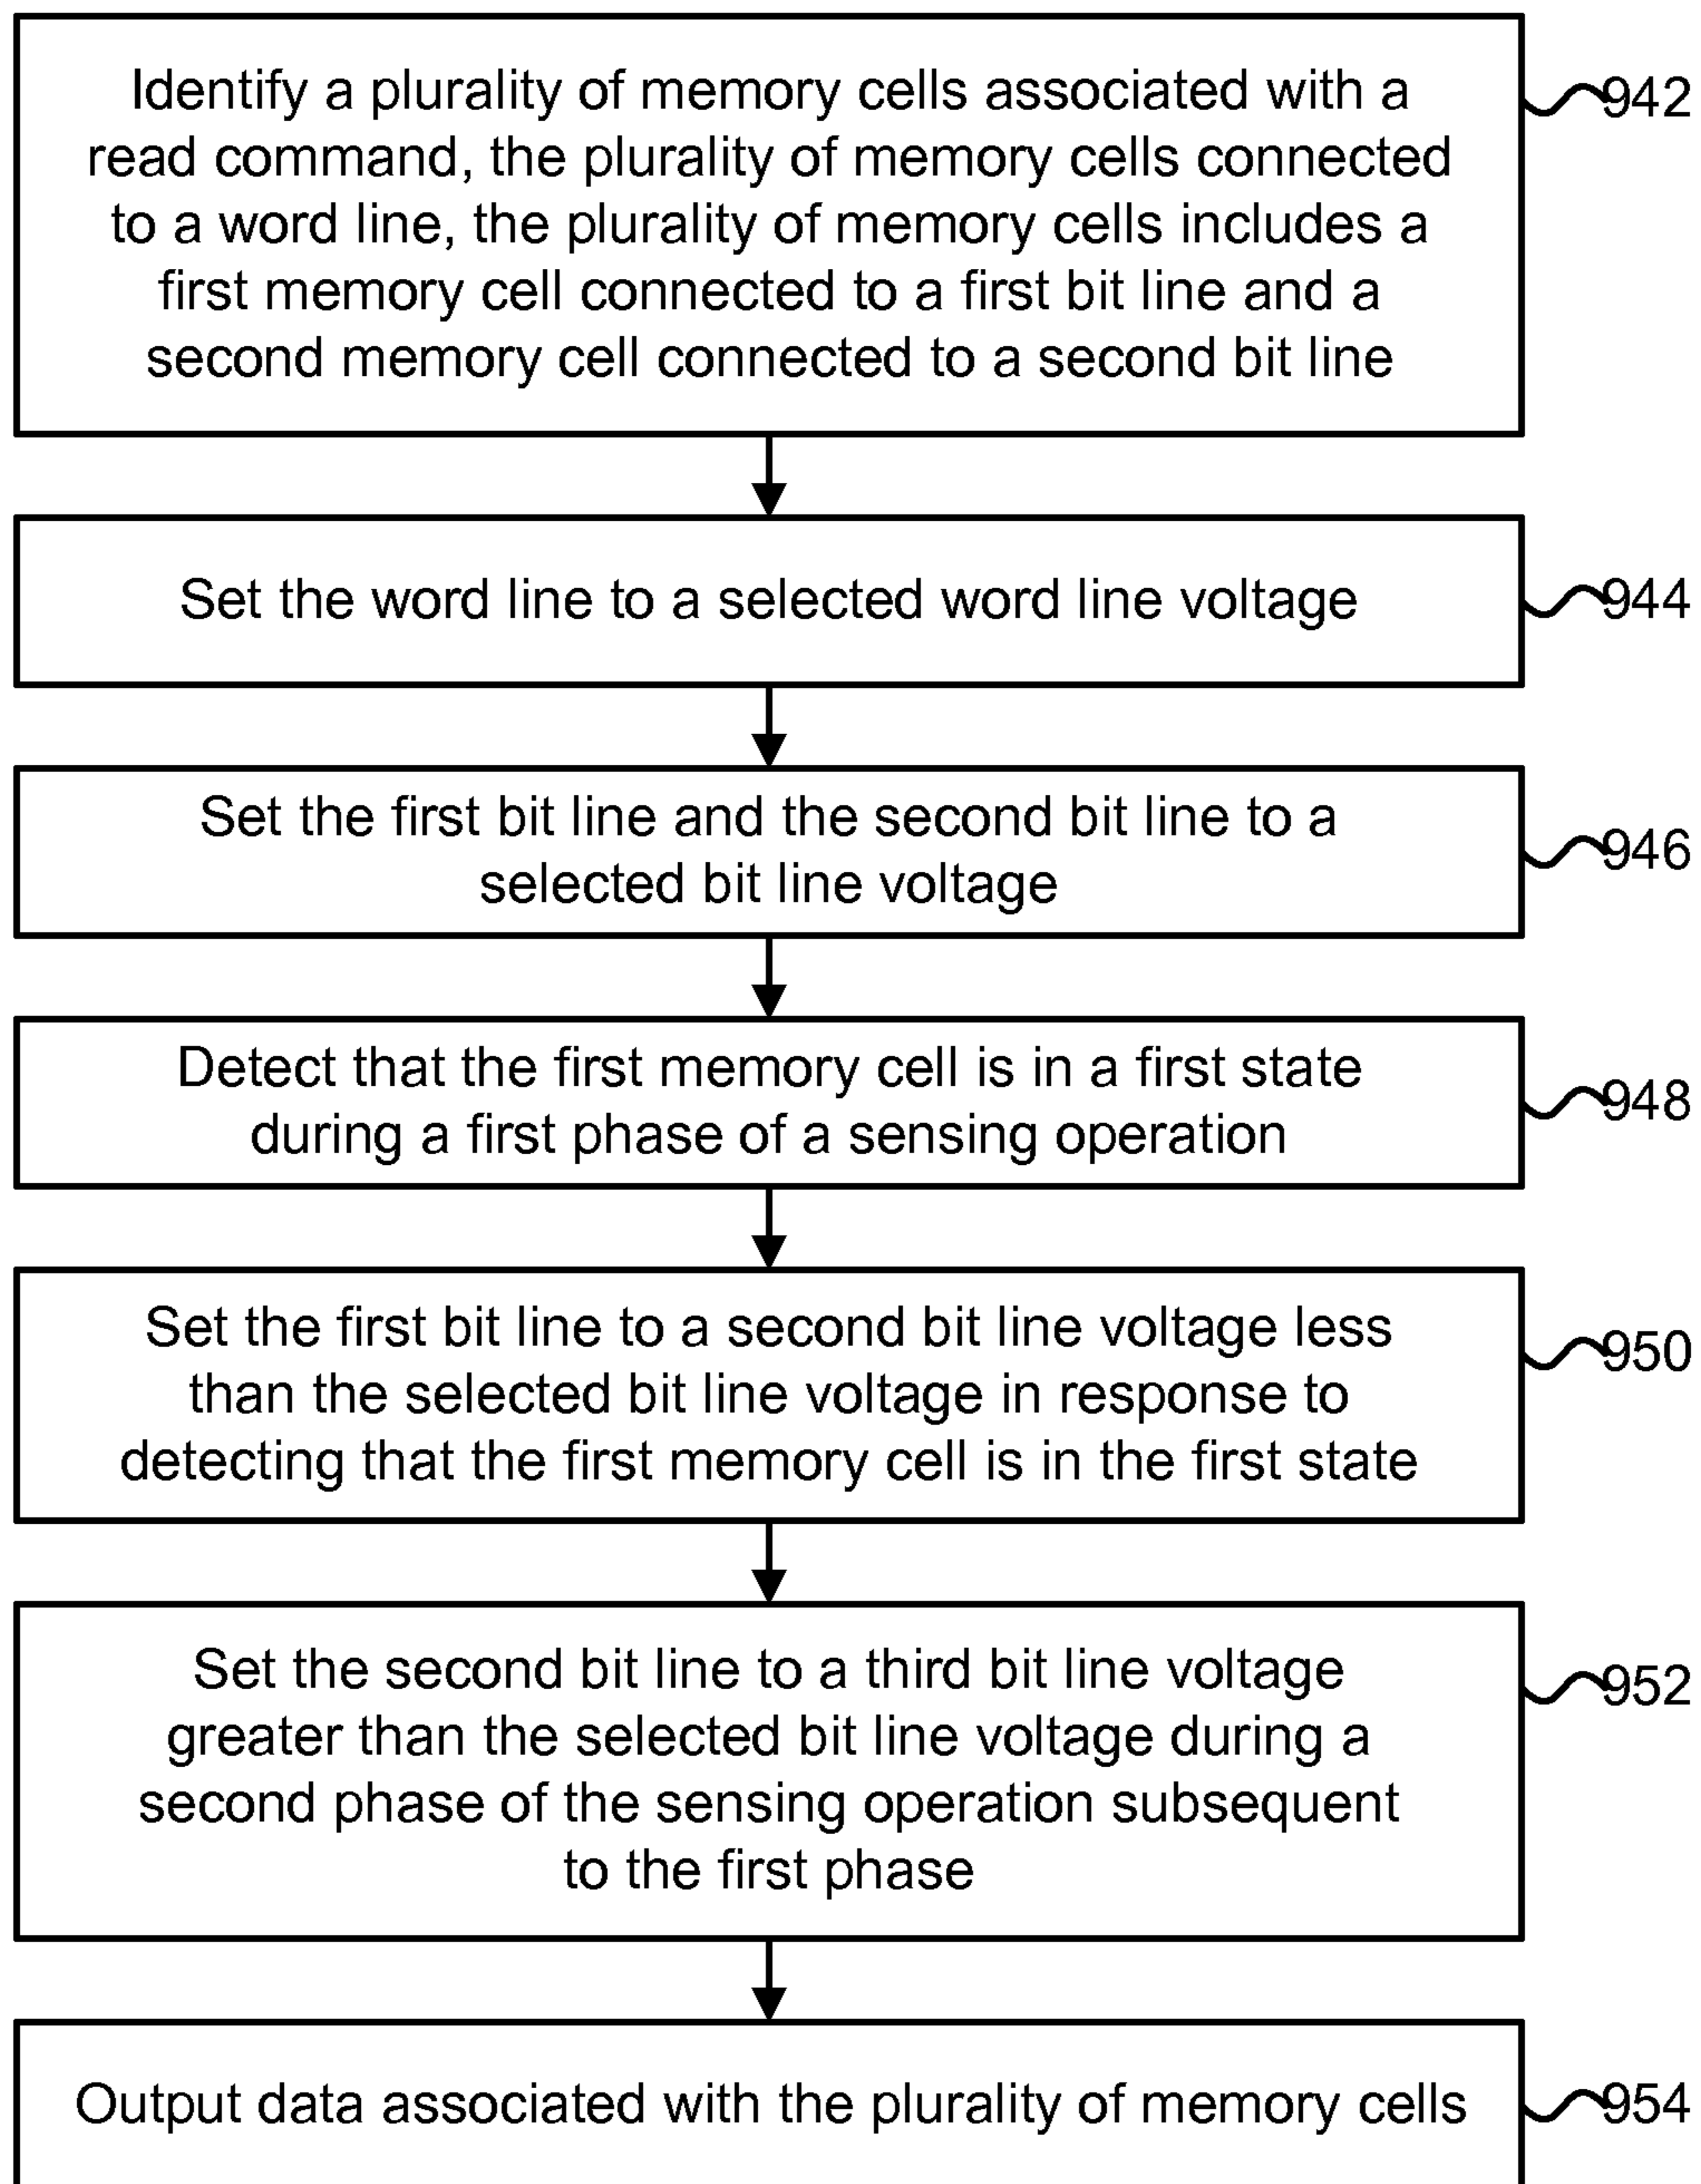 Identify a plurality of memory cells associated with a
942
read command, the plurality of memory cells connected
to a word line, the plurality of memory cells includes a
first memory cell connected to a first bit line and a
second memory cell connected to a second bit line
Set the word line to a selected word line voltage
944
Set the first bit line and the second bit line to a
selected bit line voltage
946
Detect that the first memory cell is in a first state
during a first phase of a sensing operation
948
Set the first bit line to a second bit line voltage less
than the selected bit line voltage in response to
detecting that the first memory cell is in the first state
950
Set the second bit line to a third bit line voltage
greater than the selected bit line voltage during a
second phase of the sensing operation subsequent
to the first phase
952
Output data associated with the plurality of memory cells
954